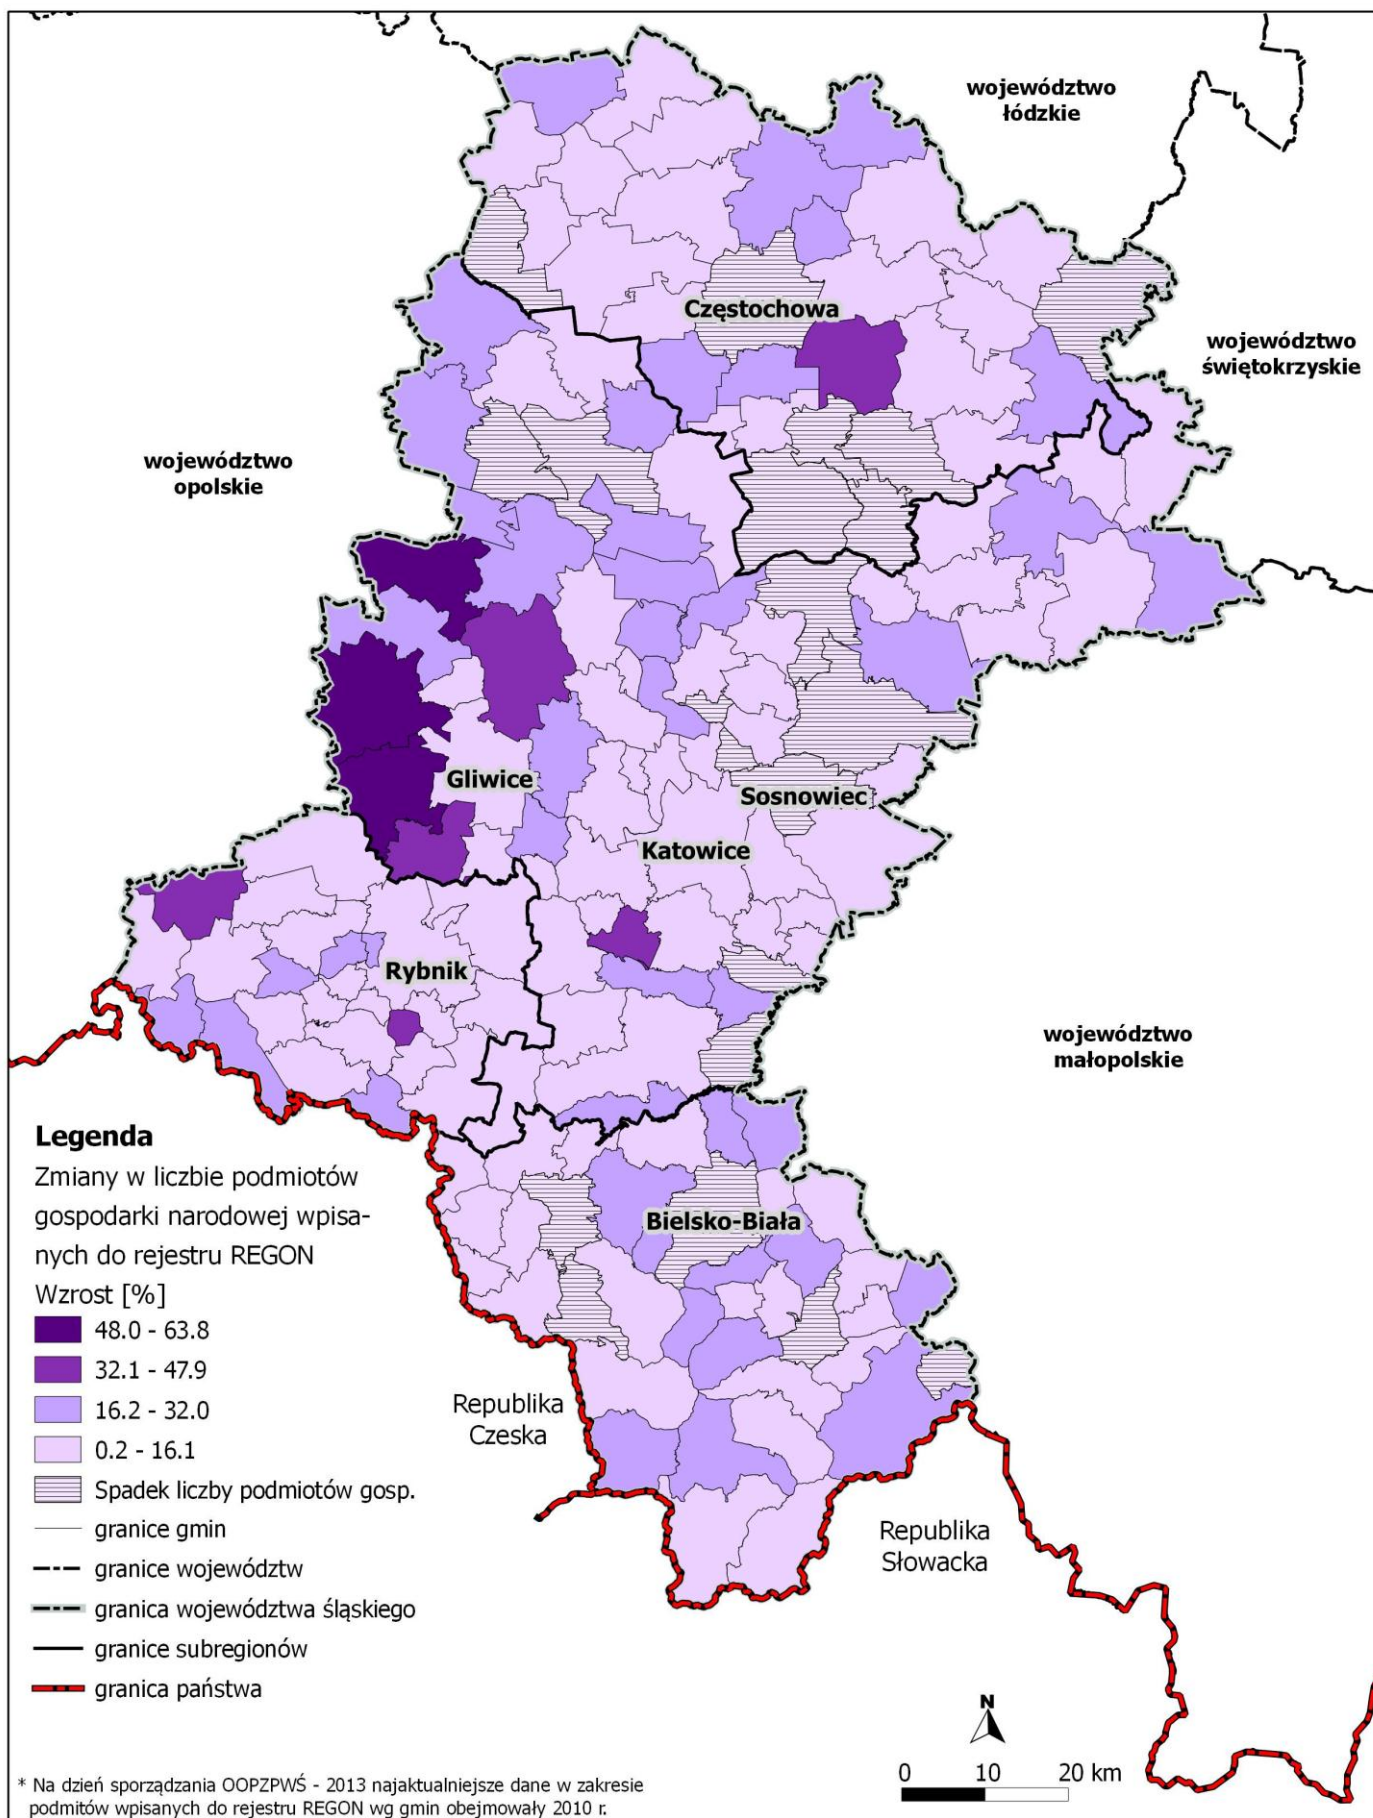 województwo
łódzkie
Częstochowa
województwo
świętokrzyskie
województwo
opolskie
Gliwice
Sosnowiec
Katowice
Rybnik
województwo
małopolskie
Bielsko-Biała
Republika
Czeska
Republika
Słowacka
Legenda
Zmiany w liczbie podmiotów
gospodarki narodowej wpisa-
nych do rejestru REGON
Wzrost [%]
48.0 - 63.8
32.1 - 47.9
16.2 - 32.0
0.2 - 16.1
Spadek liczby podmiotów gosp.
granice gmin
granice województw
granica województwa śląskiego
granice subregionów
granica państwa
N
0 10 20 km
* Na dzień sporządzania OOPZPWŚ - 2013 najaktualniejsze dane w zakresie
podmitów wpisanych do rejestru REGON wg gmin obejmowały 2010 r.